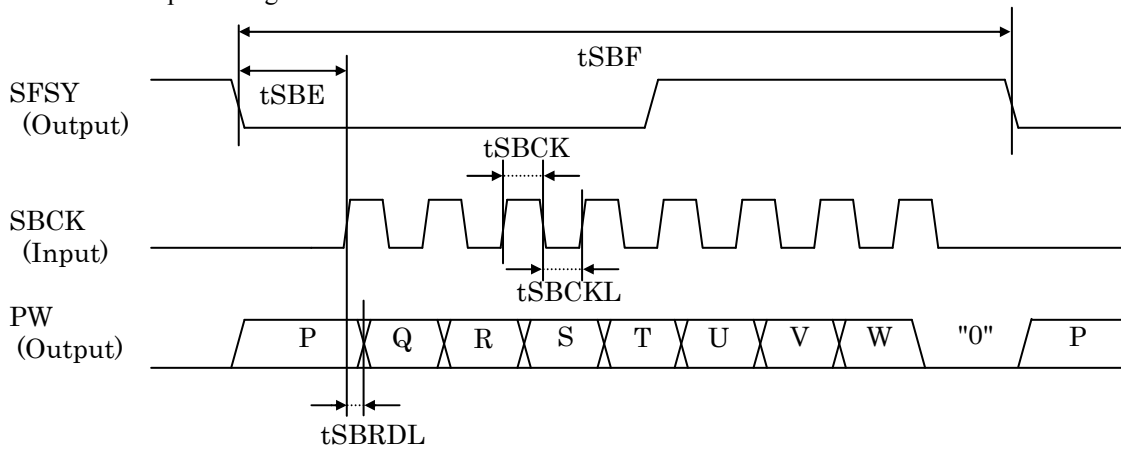 tSBF
SFSY
tSBE
(Output)
tSBCK
SBCK
(Input)
tSBCKL
PW
P Q R S T U V W "0" P
(Output)
tSBRDL